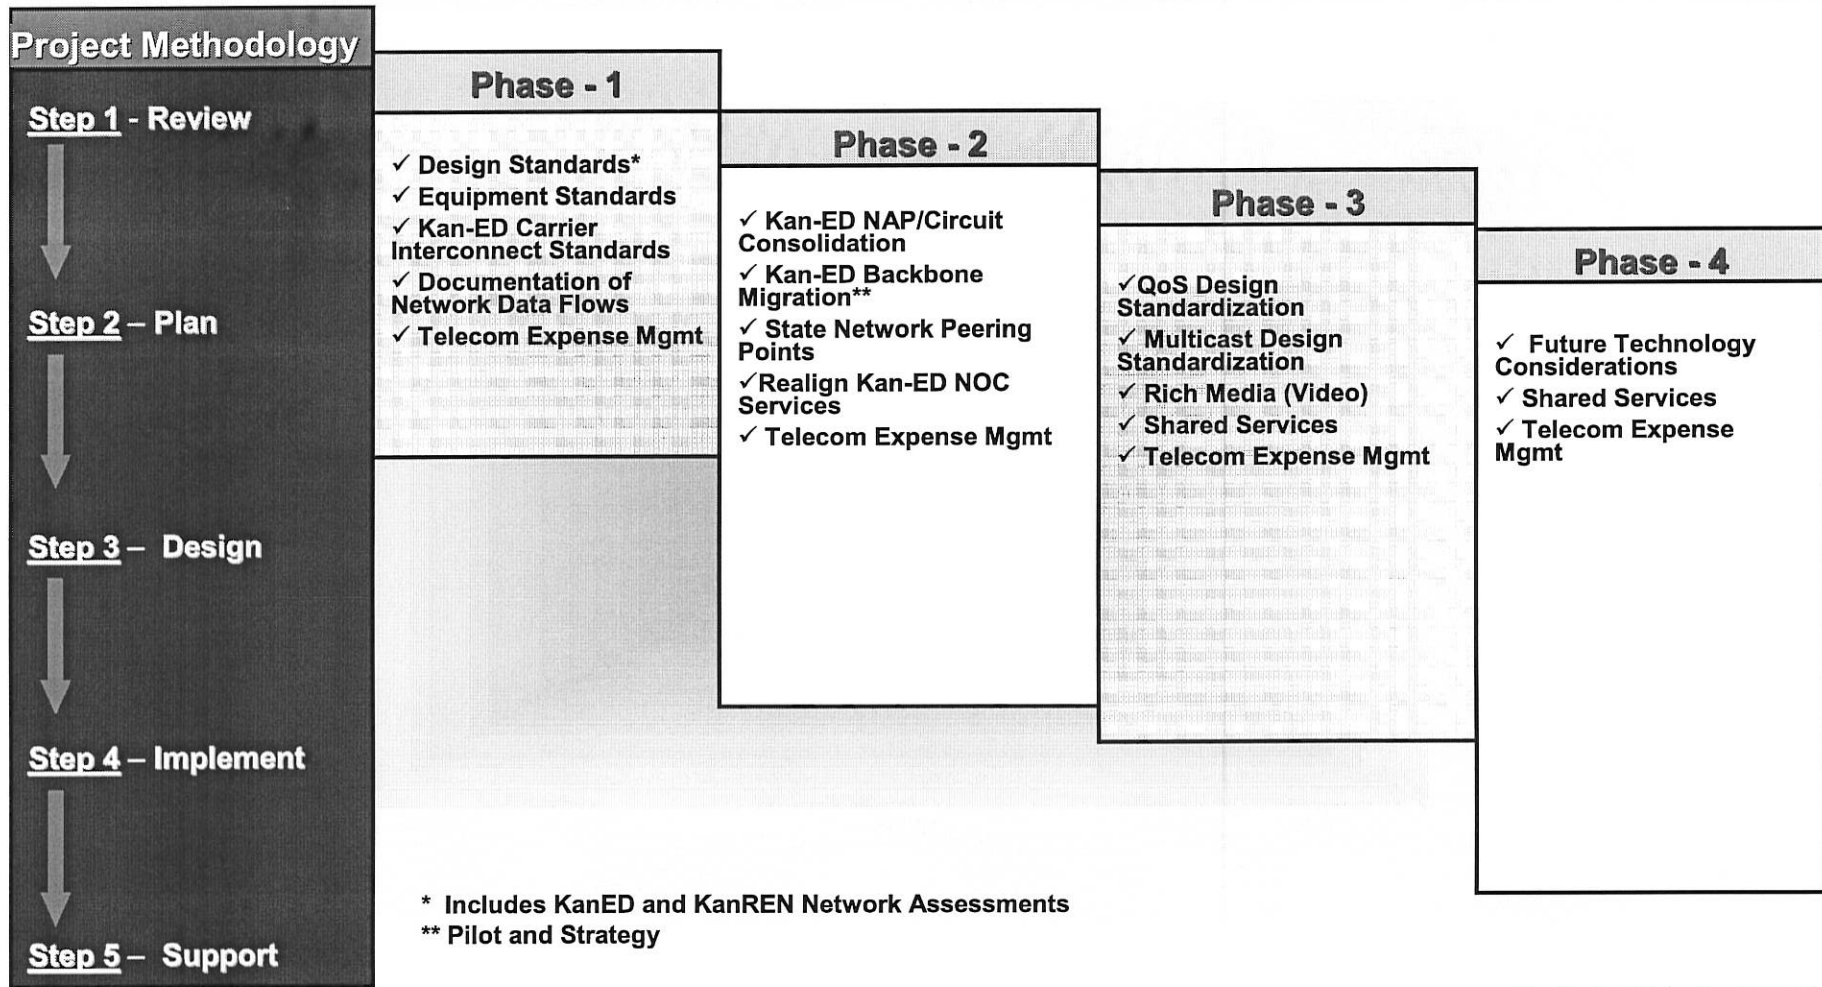 Project Methodology
Step 1 - Review
Step 2 – Plan
Step 3 – Design
Step 4 – Implement
Step 5 – Support
Phase - 1
✓ Design Standards*
✓ Equipment Standards
✓ Kan-ED Carrier
Interconnect Standards
✓ Documentation of
Network Data Flows
✓ Telecom Expense Mgmt
Phase - 2
✓ Kan-ED NAP/Circuit
Consolidation
✓ Kan-ED Backbone
Migration**
✓ State Network Peering
Points
✓Realign Kan-ED NOC
Services
✓ Telecom Expense Mgmt
Phase - 3
✓QoS Design
Standardization
✓ Multicast Design
Standardization
✓ Rich Media (Video)
✓ Shared Services
✓ Telecom Expense Mgmt
Phase - 4
✓ Future Technology
Considerations
✓ Shared Services
✓ Telecom Expense
Mgmt
* Includes KanED and KanREN Network Assessments
** Pilot and Strategy